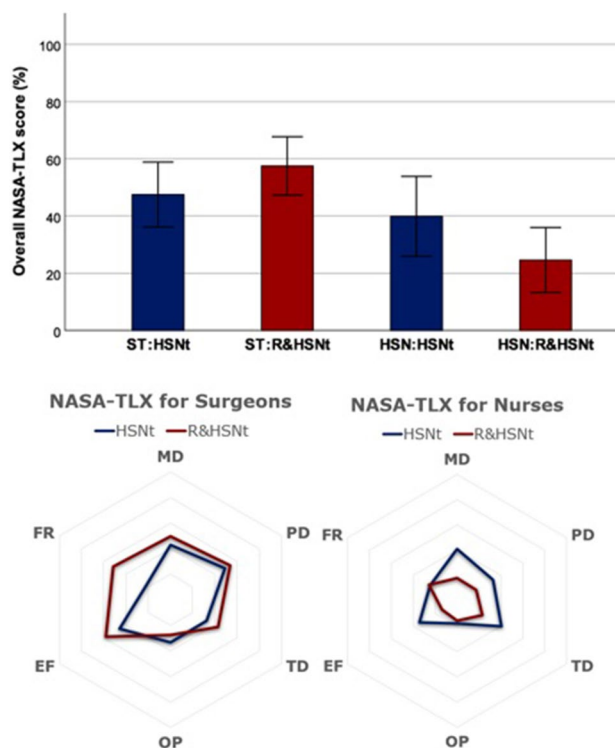 Overall NASA-TLX score (%)
100
80
60
40
20
0
ST:HSNt ST:R&HSNt HSN:HSNt HSN:R&HSNt
NASA-TLX for Surgeons
HSNt R&HSNt
MD
PD
TD
OP
EF
FR
NASA-TLX for Nurses
HSNt R&HSNt
MD
PD
TD
OP
EF
FR